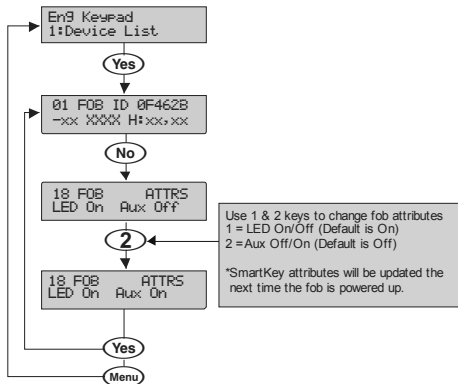 Eng Keypad
1:Device List
Yes
01 FOB ID 0F462B
-xx XXXX H:xx,xx
No
18 FOB ATTRS
LED On Aux Off
2
Use 1 & 2 keys to change fob attributes
1 = LED On/Off (Default is On)
2 =Aux Off/On (Default is Off)
*SmartKey attributes will be updated the
next time the fob is powered up.
18 FOB ATTRS
LED On Aux On
Yes
Menu